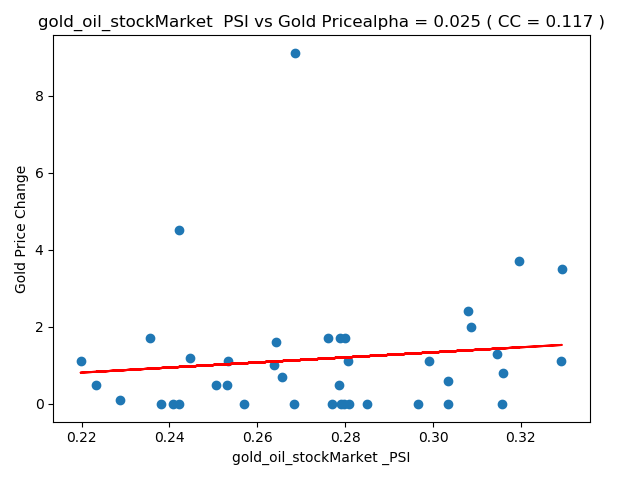 gold_oil_stockMarket  PSI vs Gold Pricealpha = 0.025 ( CC = 0.117 )
Gold Price Change
8
6
4
2
0
0.22 0.24 0.26 0.28 0.30 0.32
gold_oil_stockMarket _PSI